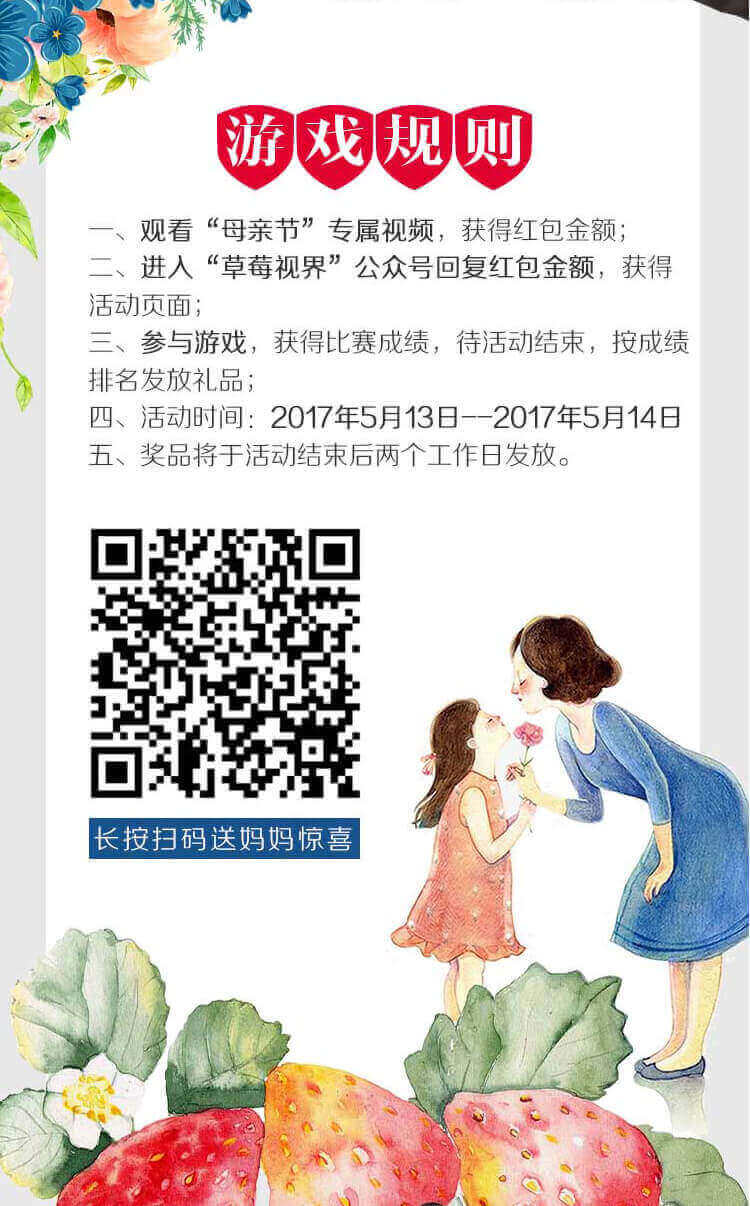 游戏规则
一、观看“母亲节”专属视频，获得红包金额；
二、进入“草莓视界”公众号回复红包金额，获得
活动页面；
三、参与游戏，获得比赛成绩，待活动结束，按成绩
排名发放礼品；
四、活动时间：2017年5月13日--2017年5月14日
五、奖品将于活动结束后两个工作日发放。
长按扫码送妈妈惊喜